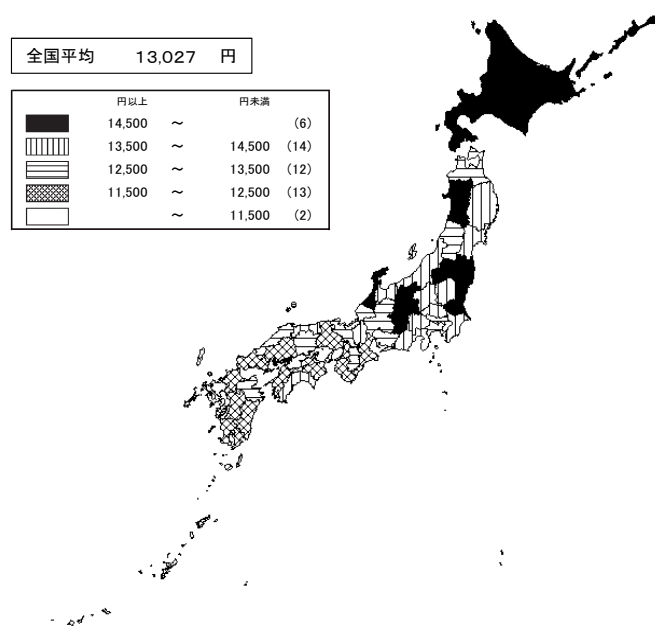 全国平均 13,027 円
円以上 円未満
14,500 ～ (6)
13,500 ～ 14,500 (14)
12,500 ～ 13,500 (12)
11,500 ～ 12,500 (13)
～ 11,500 (2)